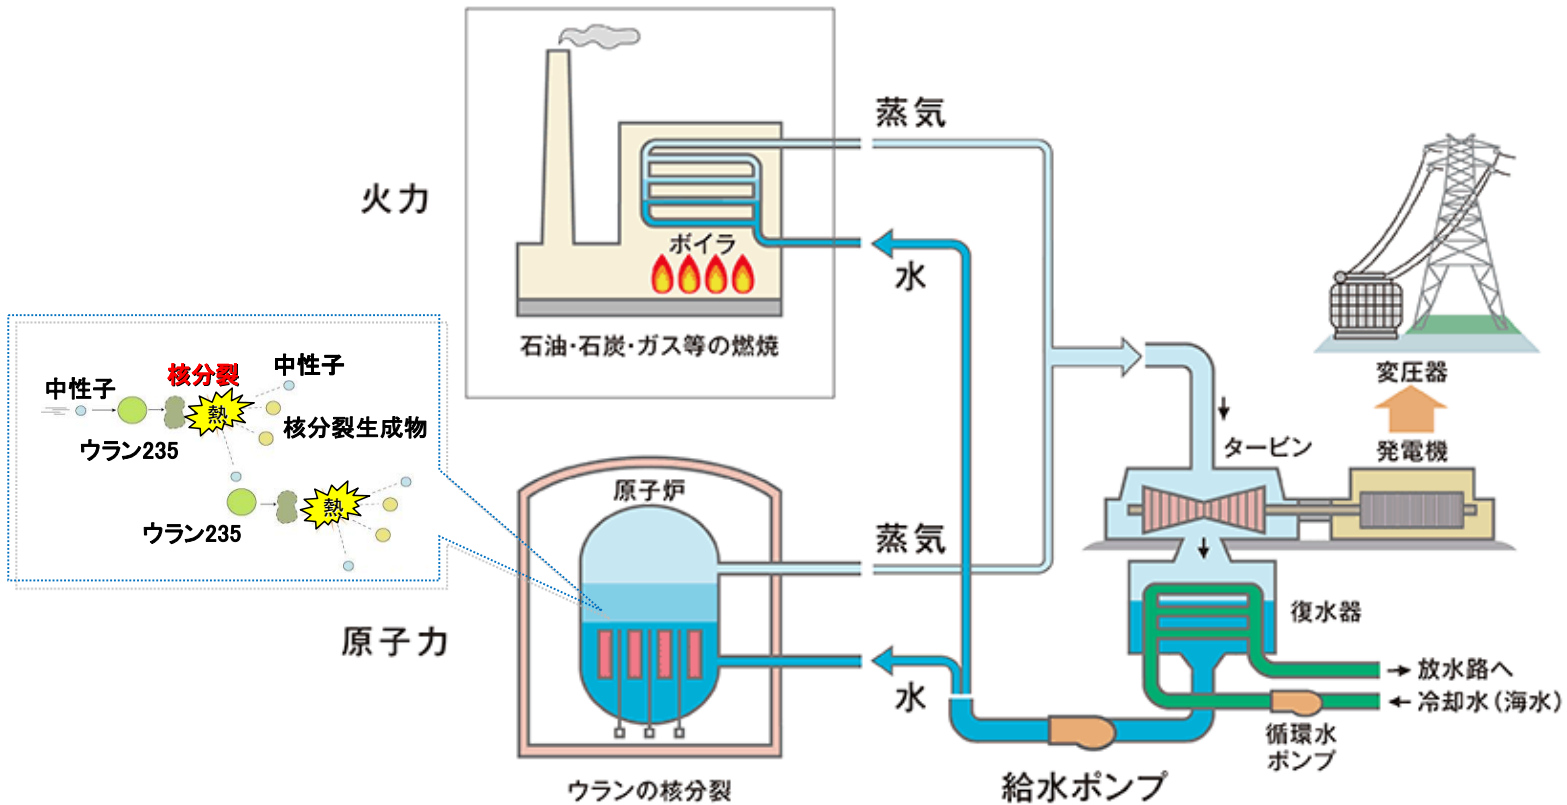 火力
蒸気
ボイラ
水
石油・石炭・ガス等の燃焼
中性子
核分裂
中性子
熱
核分裂生成物
ウラン235
熱
ウラン235
原子力
原子炉
蒸気
水
ウランの核分裂
給水ポンプ
タービン
変圧器
発電機
復水器
放水路へ
冷却水(海水)
循環水
ポンプ